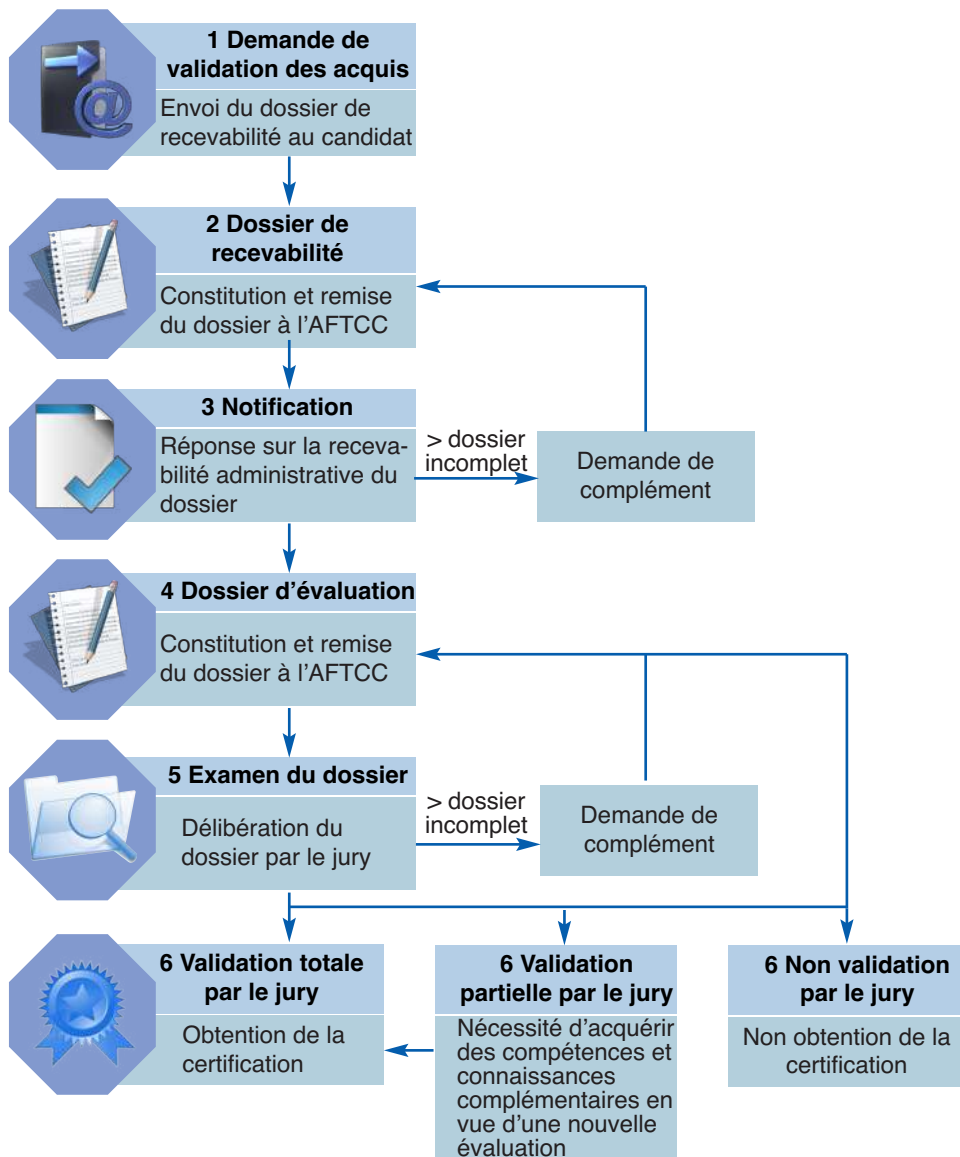 1 Demande de
validation des acquis
Envoi du dossier de
recevabilité au candidat
2 Dossier de
recevabilité
Constitution et remise
du dossier à l'AFTCC
3 Notification
Réponse sur la receva-
bilité administrative du
dossier
> dossier
incomplet
Demande de
complément
4 Dossier d'évaluation
Constitution et remise
du dossier à l'AFTCC
5 Examen du dossier
Délibération du
dossier par le jury
> dossier
incomplet
Demande de
complément
6 Validation totale
par le jury
Obtention de la
certification
6 Validation
partielle par le jury
Nécessité d'acquérir
des compétences et
connaissances
complémentaires en
vue d'une nouvelle
évaluation
6 Non validation
par le jury
Non obtention de la
certification